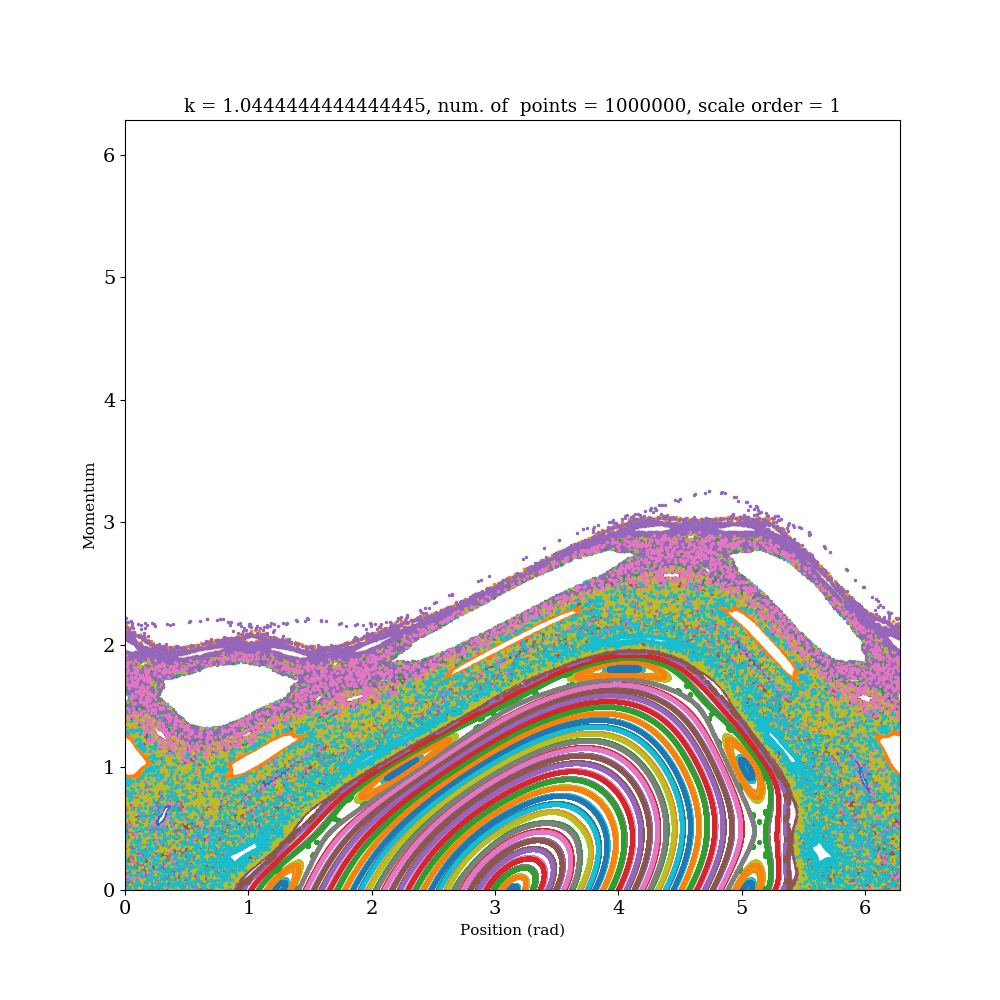 k = 1.0444444444444445, num. of  points = 1000000, scale order = 1
6
5
4
3
2
1
0
Momentum
0 1 2 3 4 5 6
Position (rad)